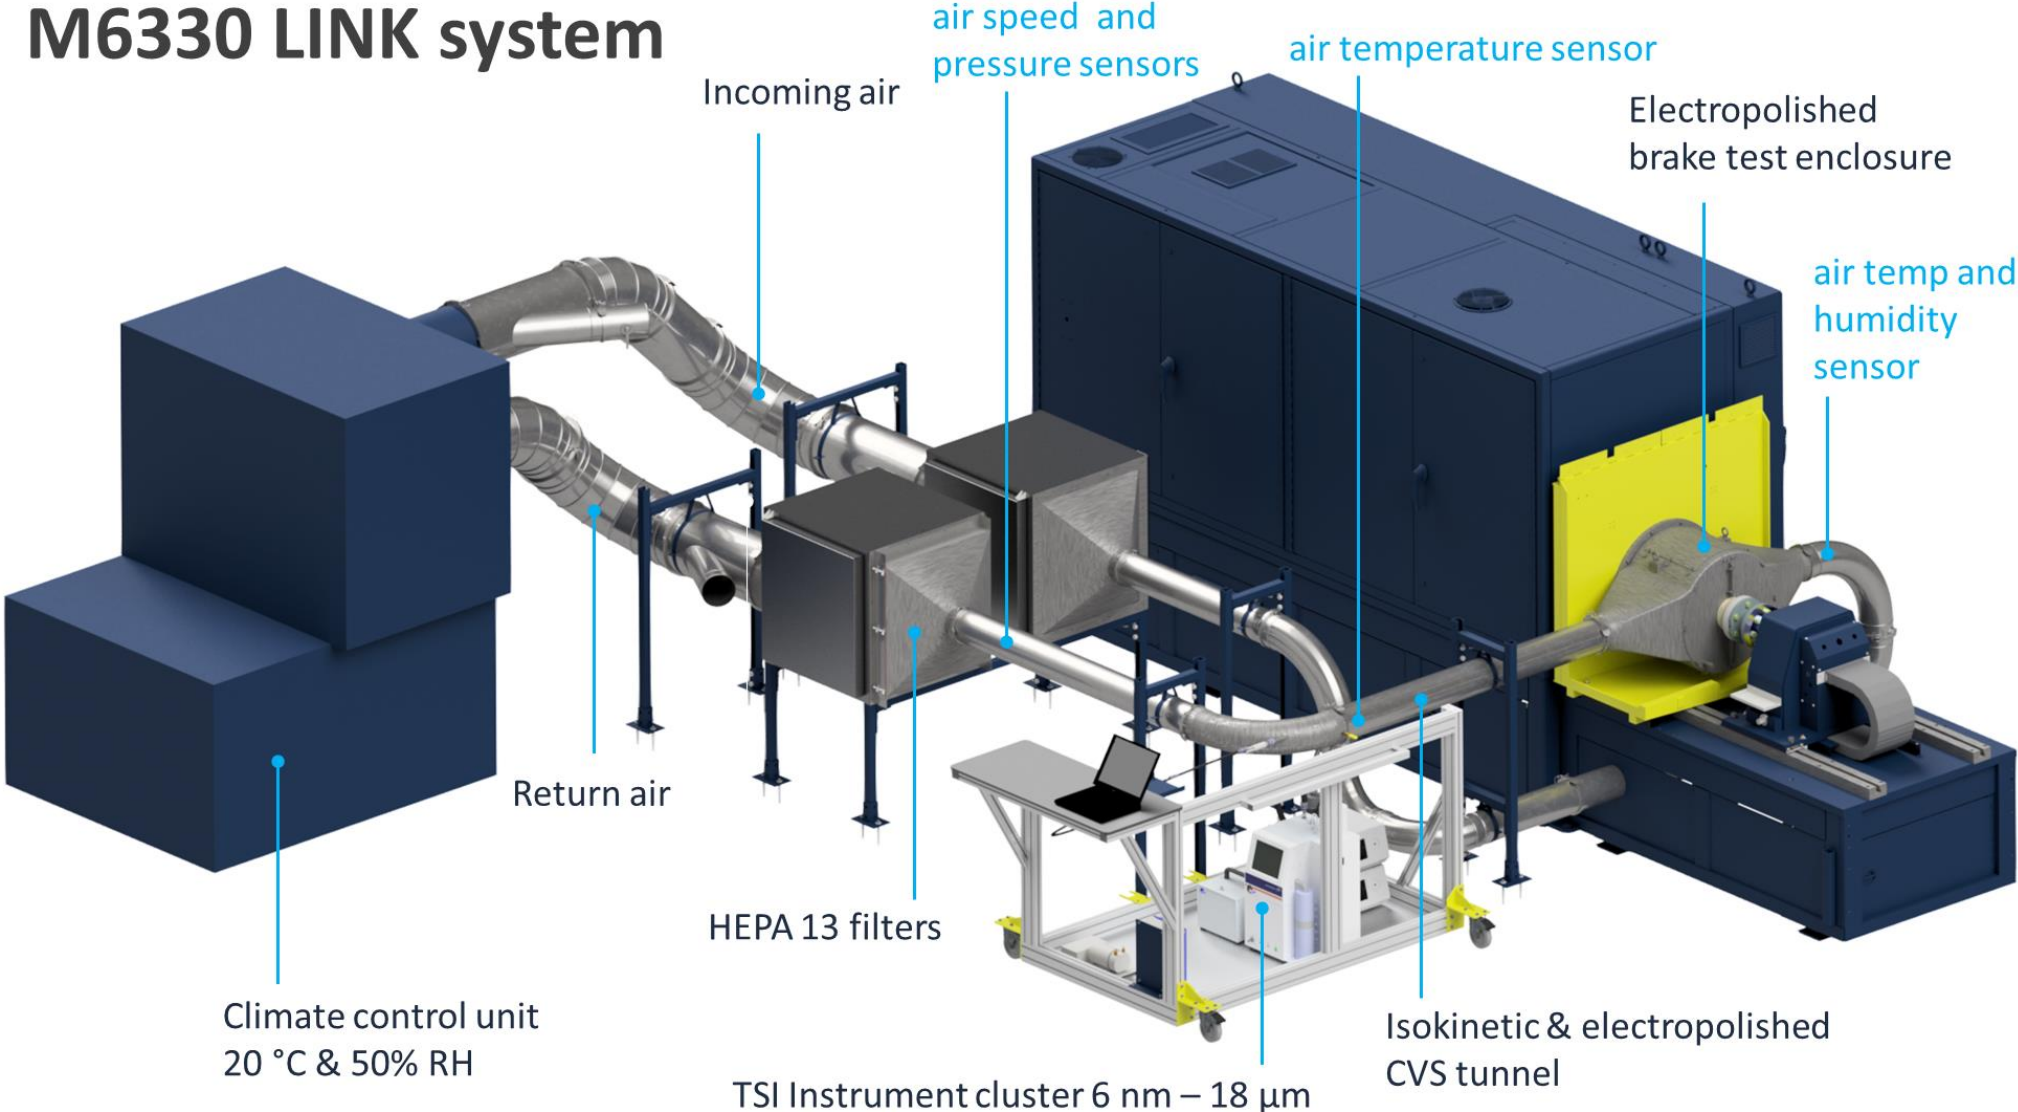 M6330 LINK system
air speed and
pressure sensors
air temperature sensor
Incoming air
Electropolished
brake test enclosure
air temp and
humidity
sensor
Return air
HEPA 13 filters
Climate control unit
20 °C & 50% RH
Isokinetic & electropolished
CVS tunnel
TSI Instrument cluster 6 nm – 18 µm